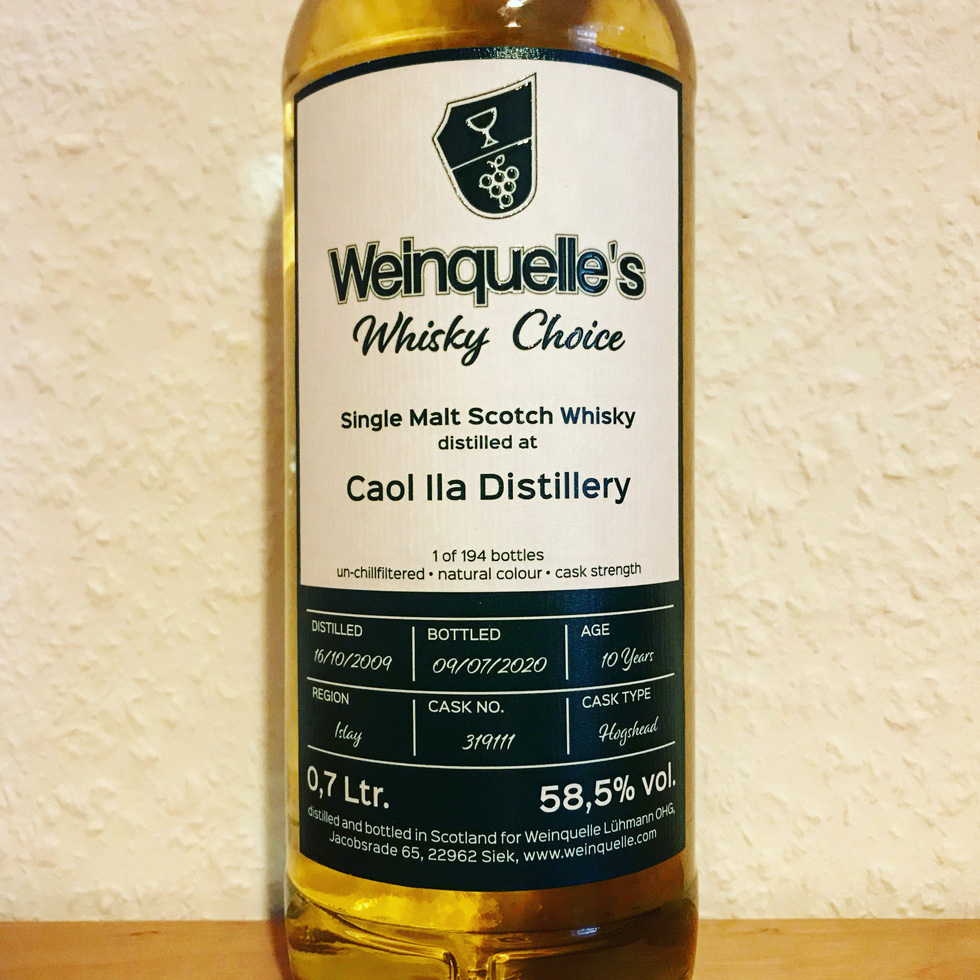 Weinquelle's
Whisky Choice
Single Malt Scotch Whisky
distilled at
Caol Ila Distillery
1 of 194 bottles
un-chillfiltered • natural colour • cask strength
DISTILLED
16/10/2009
BOTTLED
09/07/2020
AGE
10 Years
REGION
Islay
CASK NO.
319111
CASK TYPE
Hogshead
0,7 Ltr.
58,5% vol.
distilled and bottled in Scotland for Weinquelle Lühmann OHG,
Jacobsrade 65, 22962 Siek, www.weinquelle.com